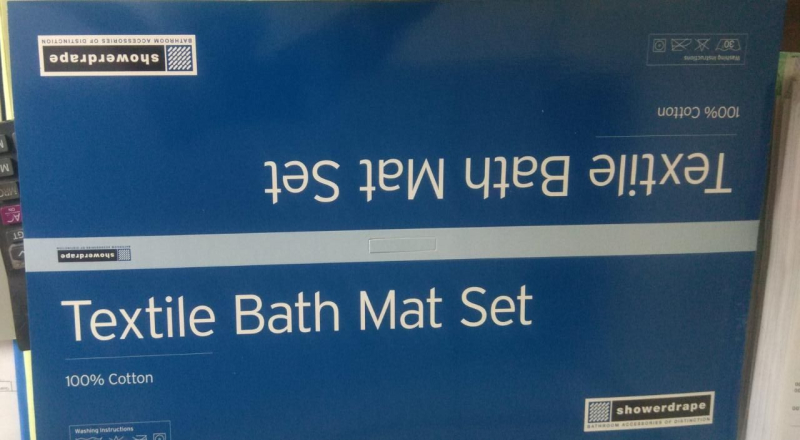 BATHROOM ACCESSORIES OF DISTINCTION
showerdrape
30
Washing instructions
100% Cotton
Textile Bath Mat Set
showerdrape
Textile Bath Mat Set
100% Cotton
Washing Instructions
showerdrape
BATHROOM ACCESSORIES OF DISTINCTION